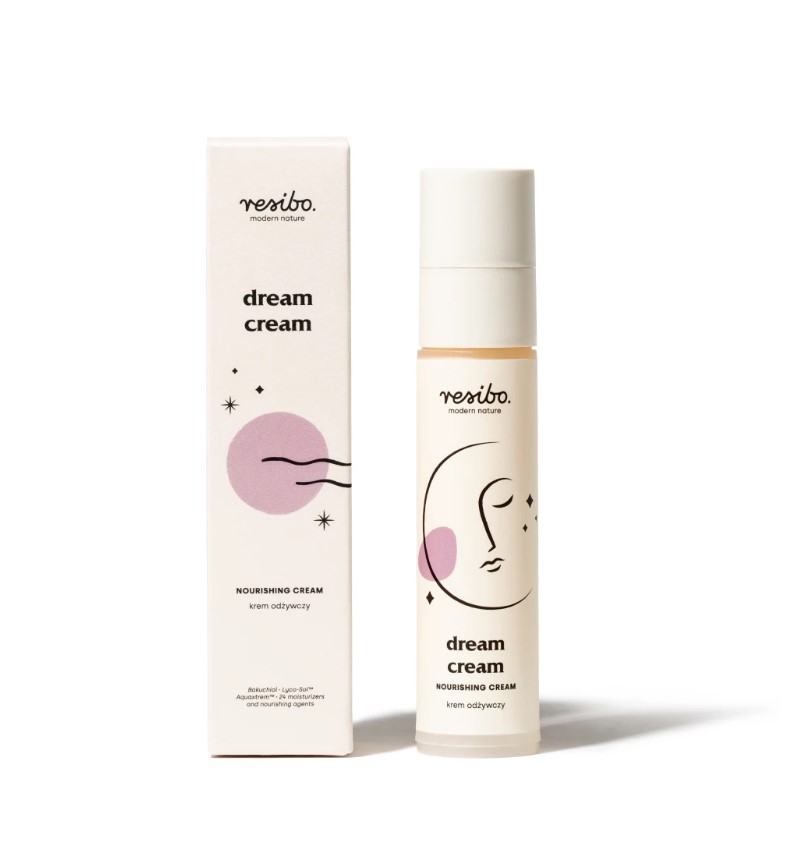 resibo.
modern nature
dream
cream
NOURISHING CREAM
krem odżywczy
Bakuchiol • Lyco-Sol™
Aquaxtrem™ • 24 moisturizers
and nourishing agents
resibo.
modern nature
dream
cream
NOURISHING CREAM
krem odżywczy